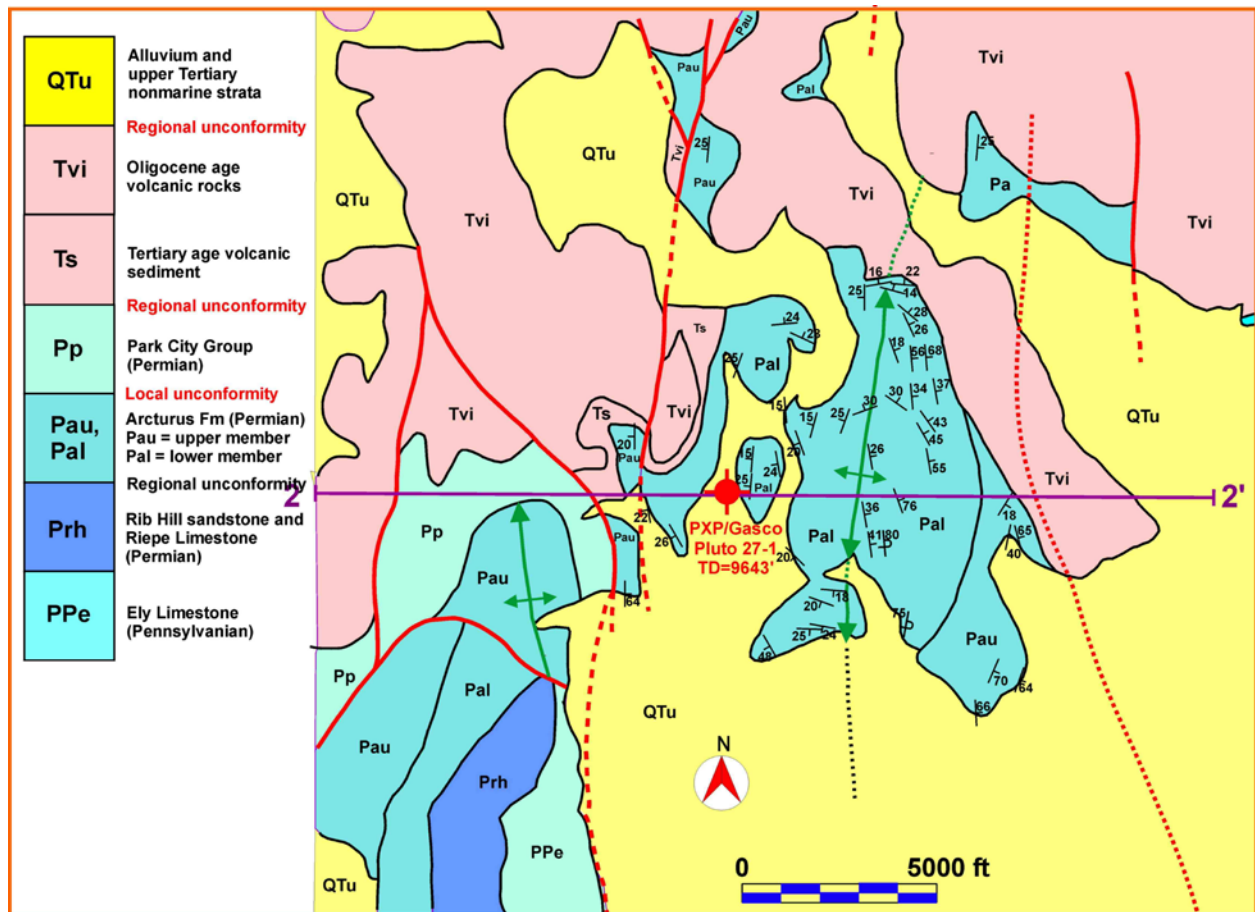 QTu
Alluvium and
upper Tertiary
nonmarine strata
Regional unconformity
Tvi
Oligocene age
volcanic rocks
Ts
Tertiary age volcanic
sediment
Regional unconformity
Pp
Park City Group
(Permian)
Local unconformity
Pau,
Pal
Arcturus Fm (Permian)
Pau = upper member
Pal = lower member
Regional unconformity
Prh
Rib Hill sandstone and
Riepe Limestone
(Permian)
PPe
Ely Limestone
(Pennsylvanian)
Pau
Tvi
Pau
Pal
QTu
25
Tvi
Pau
25
Pa
QTu
Tvi
Tvi
Tvi
16
22
25
14
28
24
Ts
26
23
18
56
68
25
Pal
30
30
34
37
Tvi
Ts
Tvi
15
15
25
43
QTu
20
Pau
15
24
20
26
45
55
Tvi
25
Pal
2
2'
36
76
18
Pp
22
PXP/Gasco
Pluto 27-1
TD=9643'
Pal
Pal
65
Pau
26
41
80
40
20
Pau
64
18
20
75
25
24
Pau
48
70
64
Pp
Pal
QTu
66
Pau
N
Prh
PPe
0
5000 ft
QTu